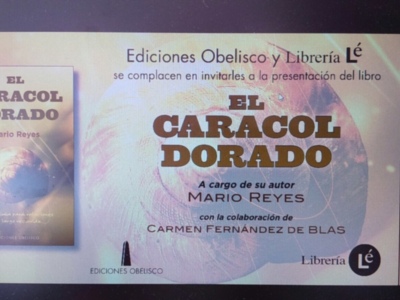 Ediciones Obelisco y Librería Lé
se complacen en invitarles a la presentación del libro
EL
CARACOL
DORADO
A cargo de su autor
MARIO REYES
con la colaboración de
CARMEN FERNÁNDEZ DE BLAS
EDICIONES OBELISCO
Librería Lé
EL
ARACOL
DORADO
Mario Reyes